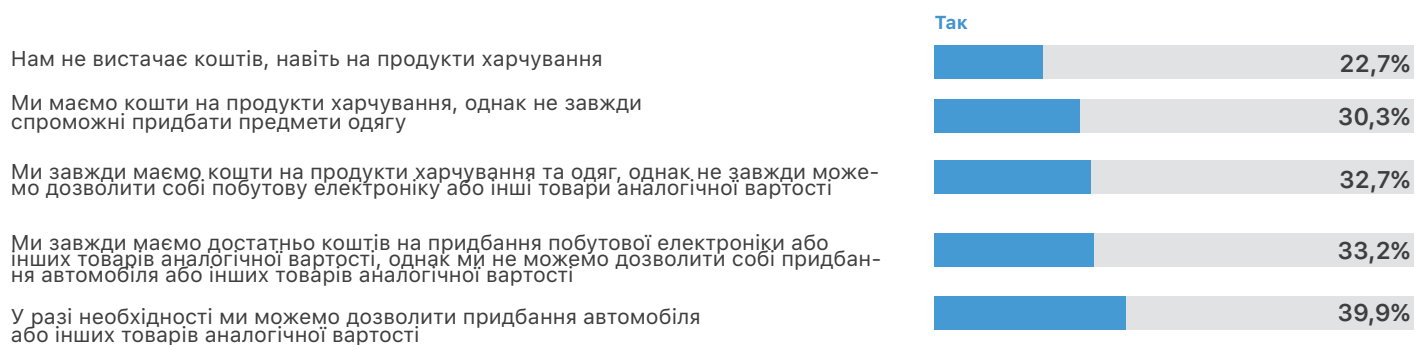 Так
Нам не вистачає коштів, навіть на продукти харчування
22,7%
Ми маємо кошти на продукти харчування, однак не завжди
спроможні придбати предмети одягу
30,3%
Ми завжди маємо кошти на продукти харчування та одяг, однак не завжди може-
мо дозволити собі побутову електроніку або інші товари аналогічної вартості
32,7%
Ми завжди маємо достатньо коштів на придбання побутової електроніки або
інших товарів аналогічної вартості, однак ми не можемо дозволити собі придбан-
ня автомобіля або інших товарів аналогічної вартості
33,2%
У разі необхідності ми можемо дозволити придбання автомобіля
або інших товарів аналогічної вартості
39,9%